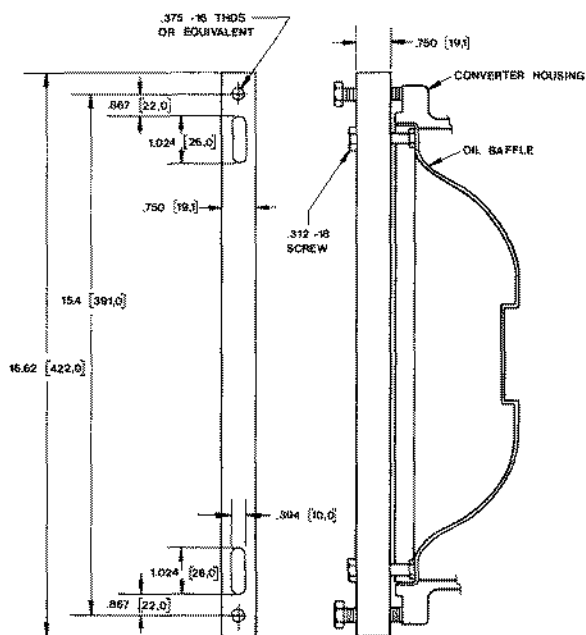 .375 -16 THDS
OR EQUIVALENT
.750 [19,1]
CONVERTER HOUSING
.867 [22,0]
1.024 [26,0]
OIL BAFFLE
.750 [19,1]
.312 -18
SCREW
15.4 [391,0]
16.62 [422,0]
.394 [10,0]
1.024 [26,0]
.867 [22,0]